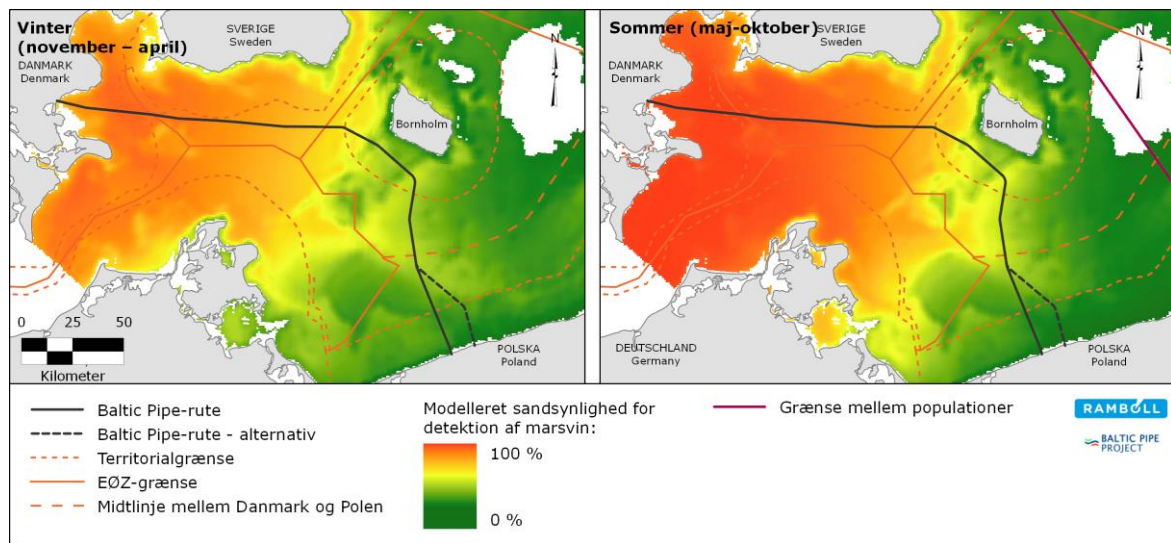 Vinter
(november – april)
SVERIGE
Sweden
DANMARK
Denmark
N
Bornholm
0 25 50
Kilometer
POLSKA
Poland
Sommer (maj-oktober)
SVERIGE
Sweden
DANMARK
Denmark
N
Bornholm
DEUTSCHLAND
Germany
POLSKA
Poland
Baltic Pipe-rute
Baltic Pipe-rute - alternativ
Territorialgrænse
EØZ-grænse
Midtlinje mellem Danmark og Polen
Modelleret sandsynlighed for
detektion af marsvin:
100 %
0 %
Grænse mellem populationer
RAMBOLL
BALTIC PIPE
PROJECT